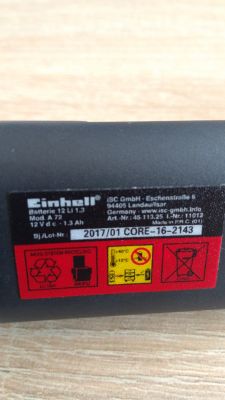 Einhell
Batterie 12 Li 1,3
Mod. A 72
12 V d.c. - 1,3 Ah
iSC GmbH · Eschenstraße 6
94405 Landau/Isar
Germany · www.isc-gmbh.info
Art.-Nr.: 45.113.25 I.-Nr.: 11012
Made in P.R.C. (01)
Bj./Lot-Nr.: 2017/01 CORE-16-2143